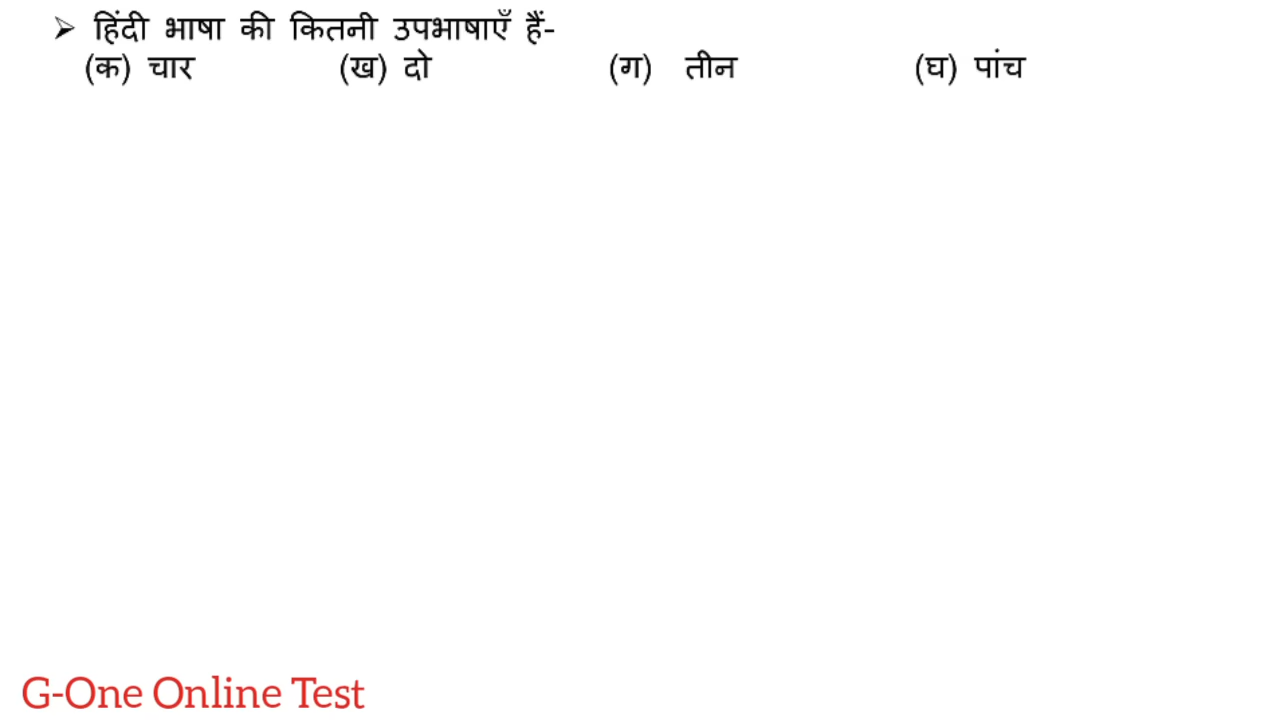 ➢ हिंदी भाषा की कितनी उपभाषाएँ हैं-
(क) चार (ख) दो (ग) तीन (घ) पांच
G-One Online Test